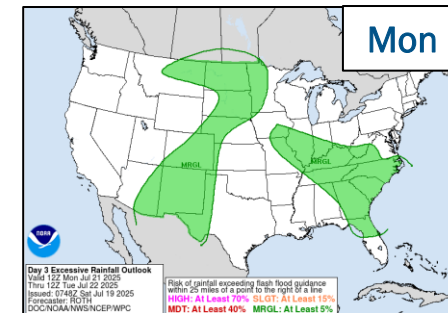 Mon
MRGL
MRGL
NOAA
Day 3 Excessive Rainfall Outlook
Valid 12Z Mon Jul 21 2025
Thru 12Z Tue Jul 22 2025
Issued: 0748Z Sat Jul 19 2025
Forecaster: ROTH
DOC/NOAA/NWS/NCEP/WPC
Risk of rainfall exceeding flash flood guidance
within 25 miles of a point to the right of a line
HIGH: At Least 70% SLGT: At Least 15%
MDT: At Least 40% MRGL: At Least 5%